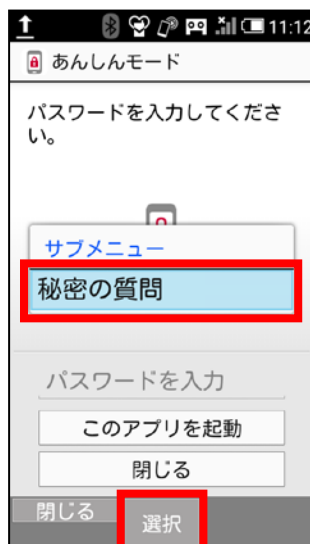 11:12
あんしんモード
パスワードを入力してくださ
い。
サブメニュー
秘密の質問
パスワードを入力
このアプリを起動
閉じる
閉じる
選択